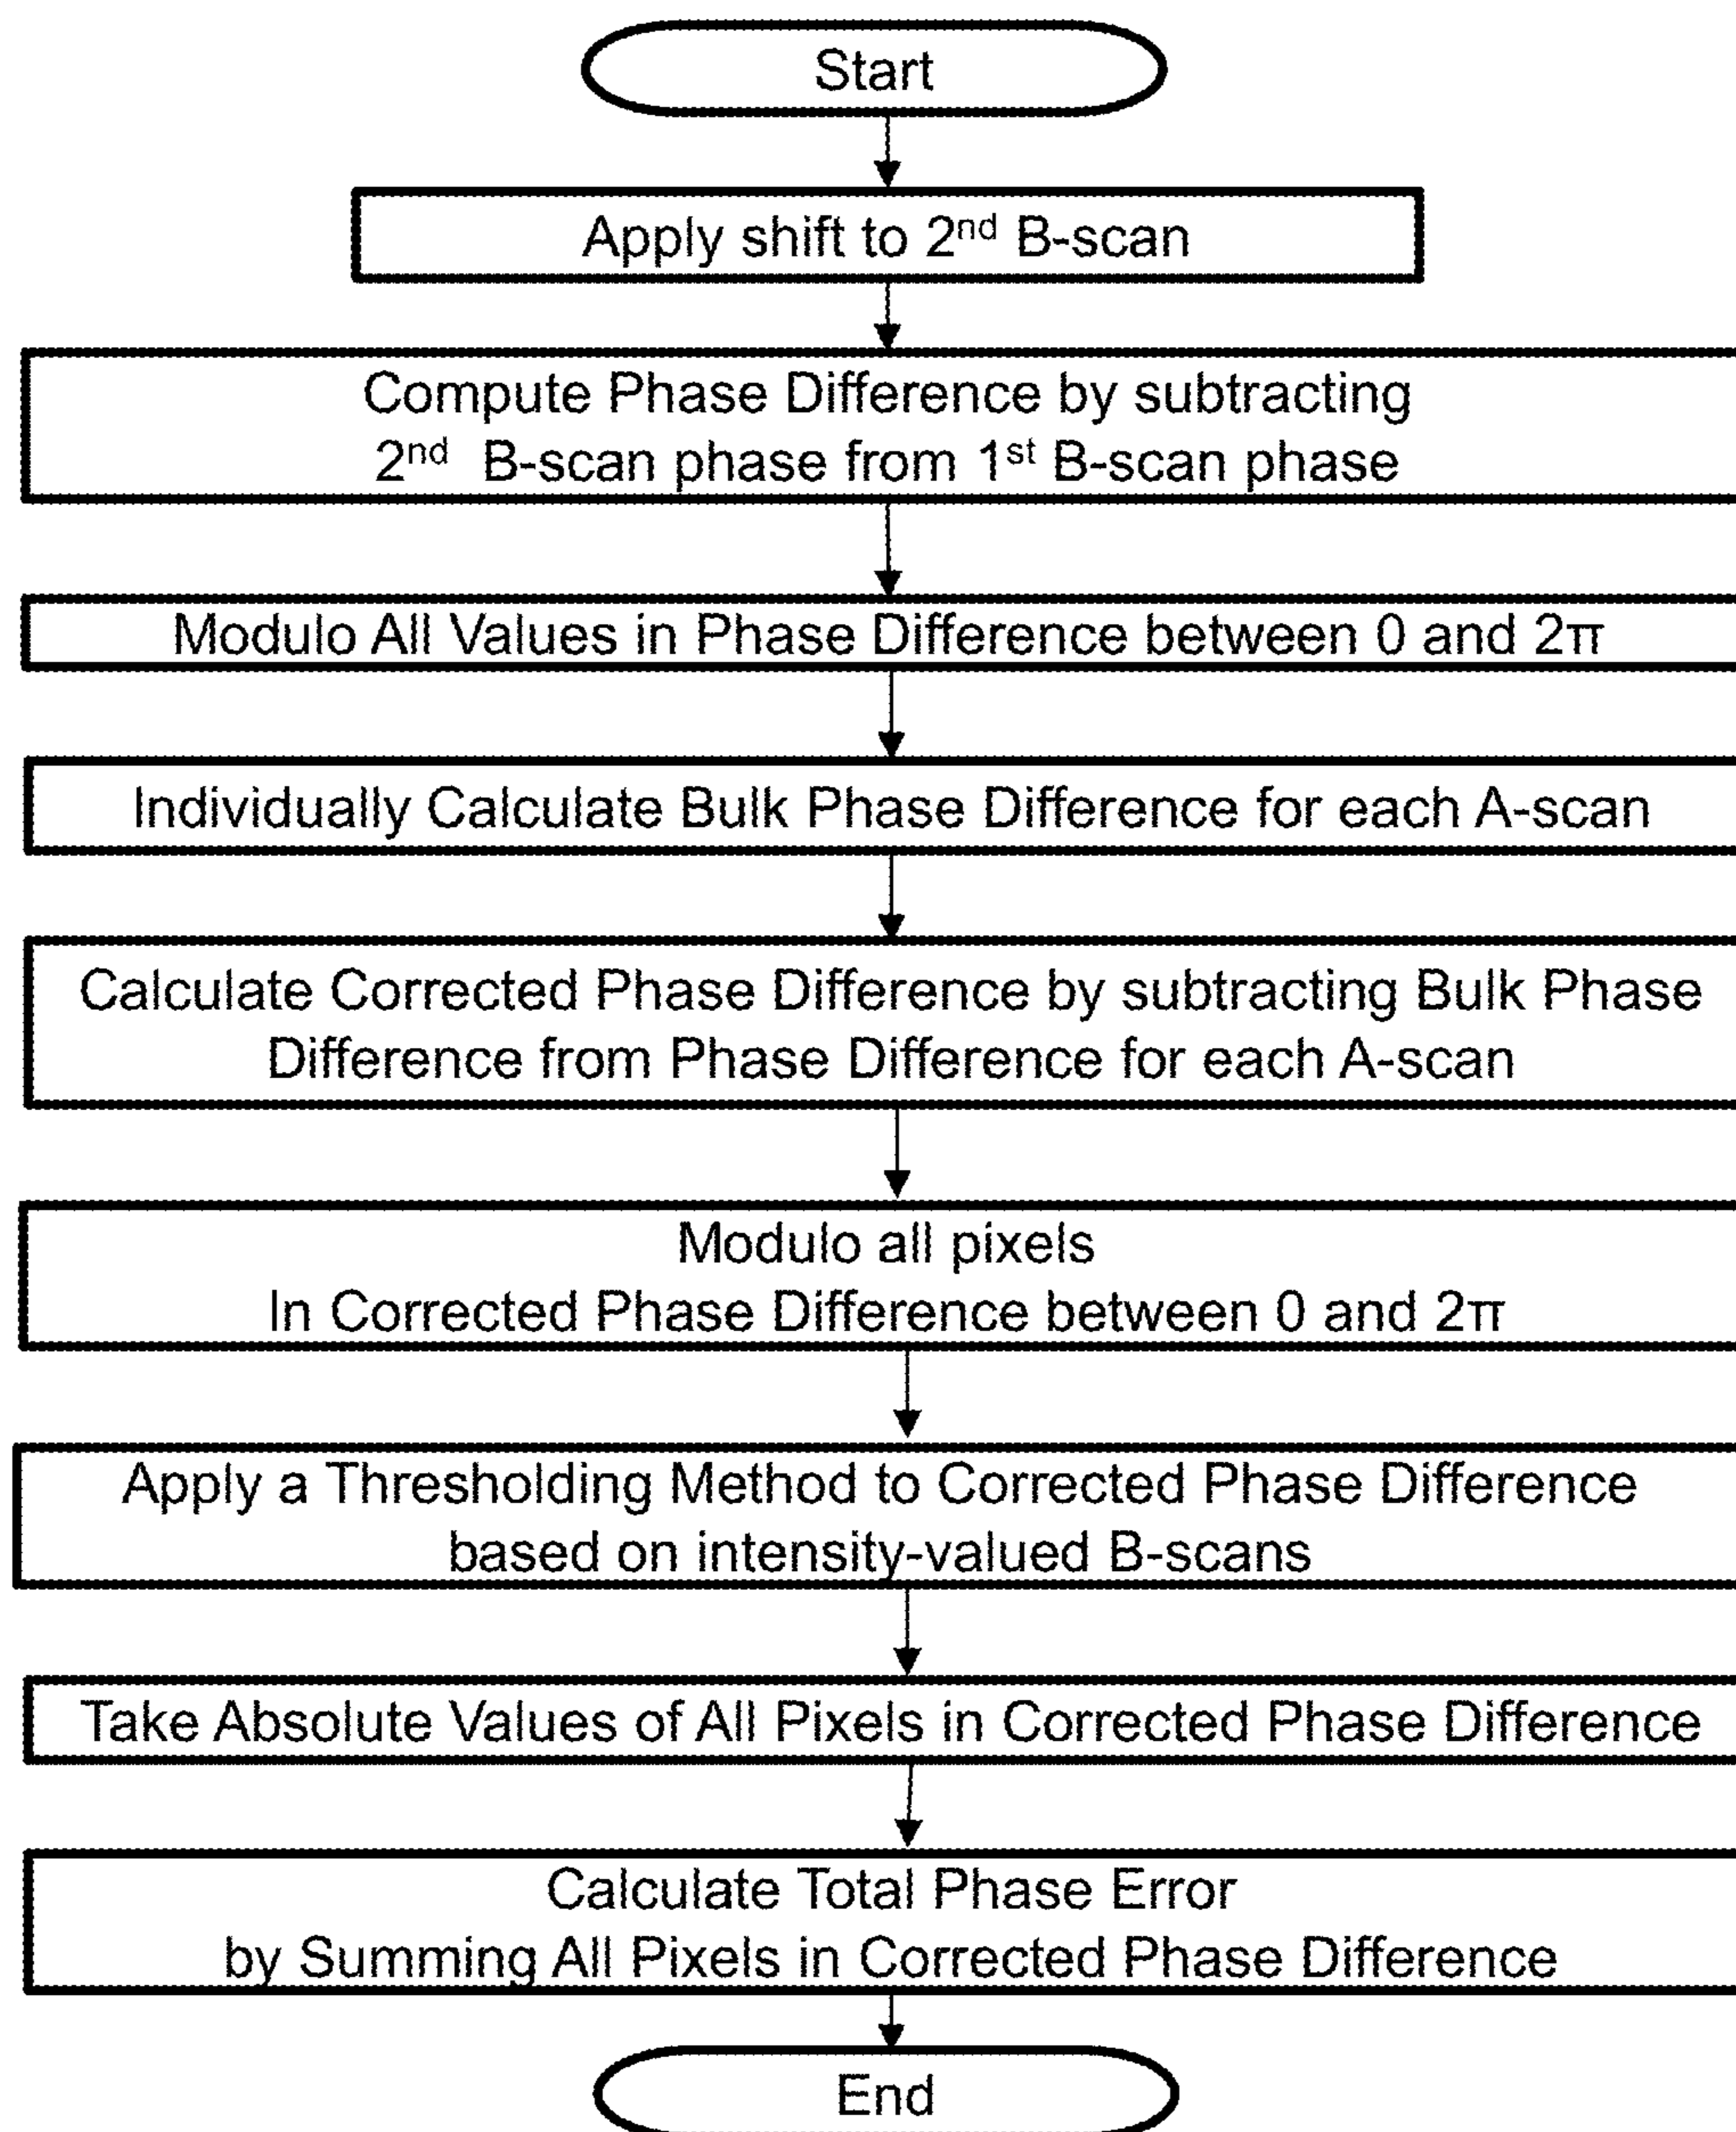 Start
Apply shift to 2nd B-scan
Compute Phase Difference by subtracting
2nd B-scan phase from 1st B-scan phase
Modulo All Values in Phase Difference between 0 and 2π
Individually Calculate Bulk Phase Difference for each A-scan
Calculate Corrected Phase Difference by subtracting Bulk Phase
Difference from Phase Difference for each A-scan
Modulo all pixels
In Corrected Phase Difference between 0 and 2π
Apply a Thresholding Method to Corrected Phase Difference
based on intensity-valued B-scans
Take Absolute Values of All Pixels in Corrected Phase Difference
Calculate Total Phase Error
by Summing All Pixels in Corrected Phase Difference
End